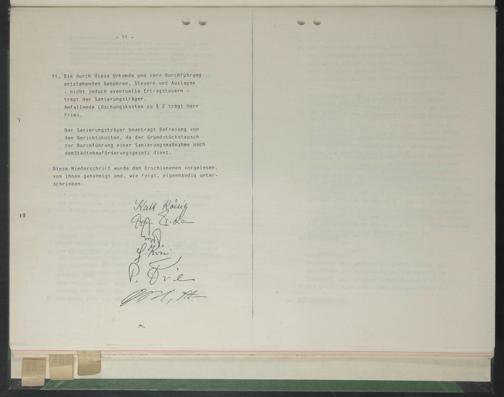 - 11 -
11. Die durch diese Urkunde und ihre Durchführung
entstehenden Gebühren, Steuern und Auslagen
- nicht jedoch eventuelle Ertragsteuern -
trägt der Sanierungsträger.
Anfallende Löschungskosten zu § 2 trägt Herr
Der Sanierungsträger beantragt Befreiung von
den Gerichtskosten, da der Grundstückstausch
zur Durchführung einer Sanierungsmaßnahme nach
dem Städtebauförderungsgesetz dient.
Diese Niederschrift wurde den Erschienenen vorgelesen,
von ihnen genehmigt und, wie folgt, eigenhändig unter-
schrieben:
König